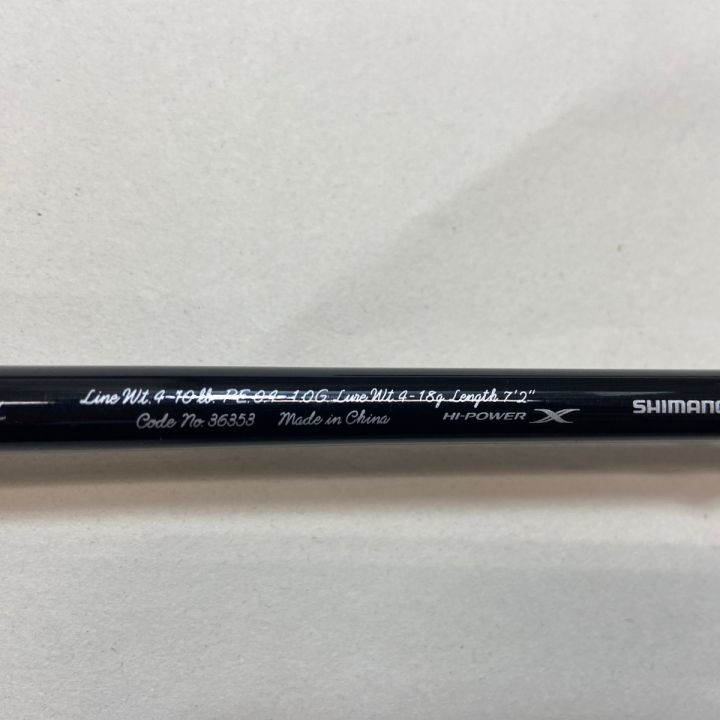 Line Wt. 4-10 lb. PE. 0.4-1.0G Lure Wt. 4-18g Length 7'2"
Code No. 36353 Made in China HI-POWER X SHIMANO